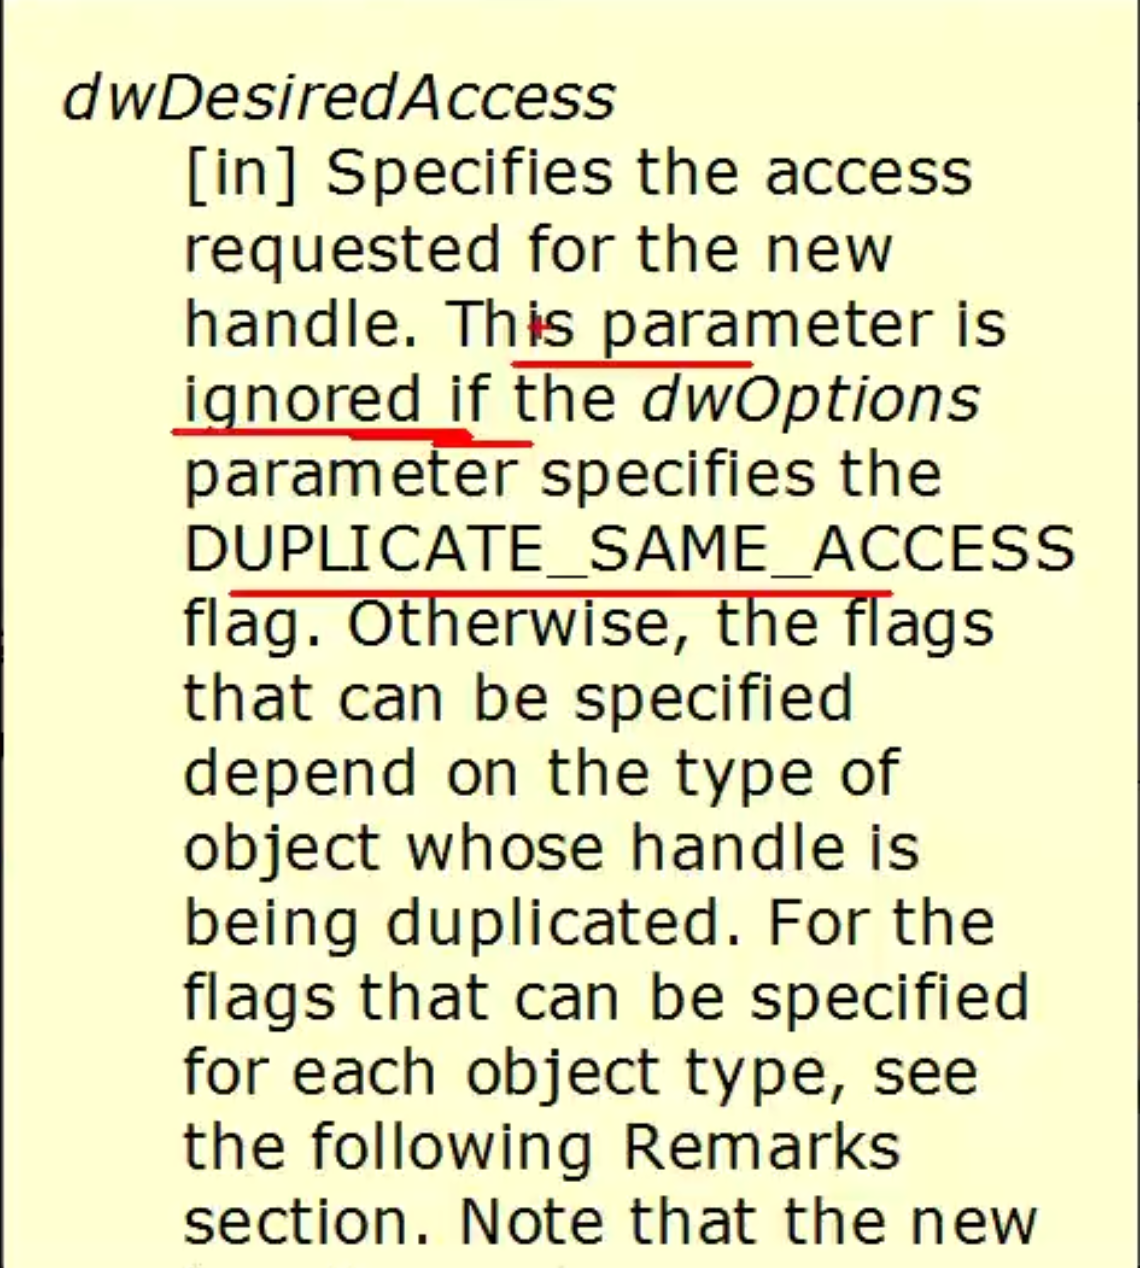 dwDesiredAccess
[in] Specifies the access
requested for the new
handle. This parameter is
ignored if the dwOptions
parameter specifies the
DUPLICATE_SAME_ACCESS
flag. Otherwise, the flags
that can be specified
depend on the type of
object whose handle is
being duplicated. For the
flags that can be specified
for each object type, see
the following Remarks
section. Note that the new